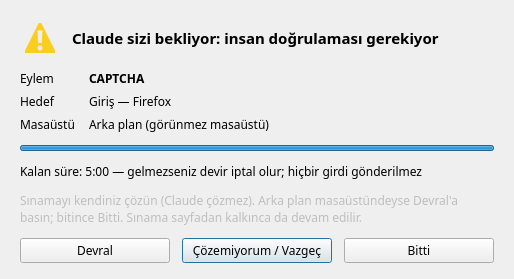 Claude sizi bekliyor: insan doğrulaması gerekiyor
Eylem CAPTCHA
Hedef Giriş — Firefox
Masaüstü Arka plan (görünmez masaüstü)
Kalan süre: 5:00 — gelmezseniz devir iptal olur; hiçbir girdi gönderilmez
Sınamayı kendiniz çözün (Claude çözmez). Arka plan masaüstündeyse Devral'a
basın; bitince Bitti. Sınama sayfadan kalkınca da devam edilir.
Devral Çözemiyorum / Vazgeç Bitti